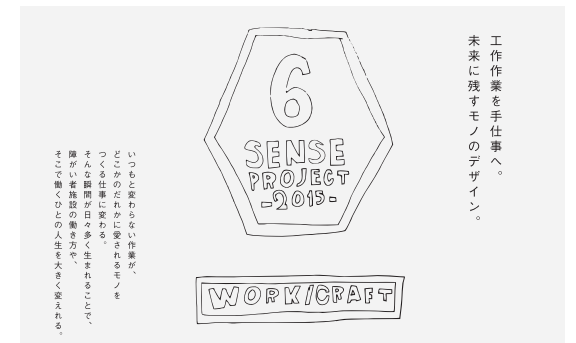 工作作業を手仕事へ。
未来に残すモノのデザイン。
6
SENSE
PROJECT
-2015-
WORK/CRAFT
いつもと変わらない作業が、
どこかのだれかに愛されるモノを
つくる仕事に変わる。
そんな瞬間が日々多く生まれることで、
障がい者施設の働き方や、
そこで働くひとの人生を大きく変えれる。